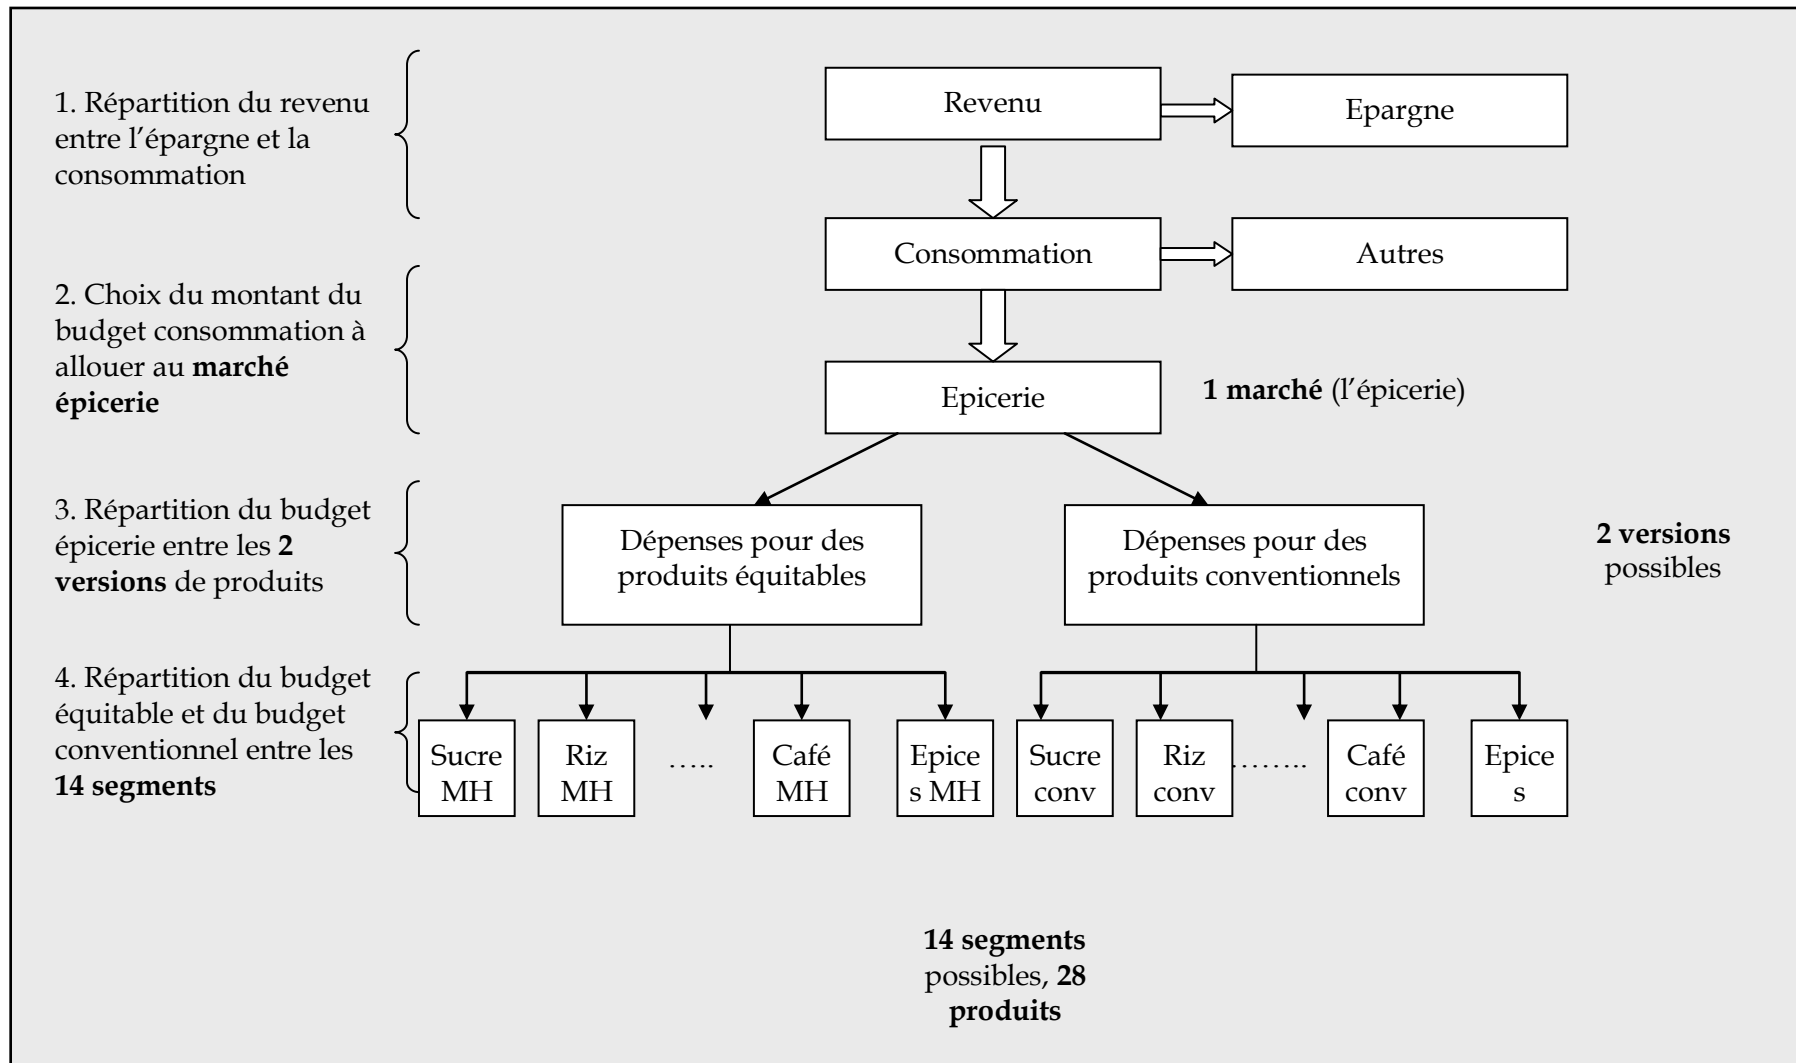 1. Répartition du revenu
entre l’épargne et la
consommation
Revenu
Epargne
Consommation
Autres
2. Choix du montant du
budget consommation à
allouer au marché
épicerie
Epicerie
1 marché (l’épicerie)
3. Répartition du budget
épicerie entre les 2
versions de produits
Dépenses pour des
produits équitables
Dépenses pour des
produits conventionnels
2 versions
possibles
4. Répartition du budget
équitable et du budget
conventionnel entre les
14 segments
Sucre
MH
Riz
MH
…..
Café
MH
Epice
s MH
Sucre
conv
Riz
conv
……..
Café
conv
Epice
s
14 segments
possibles, 28
produits